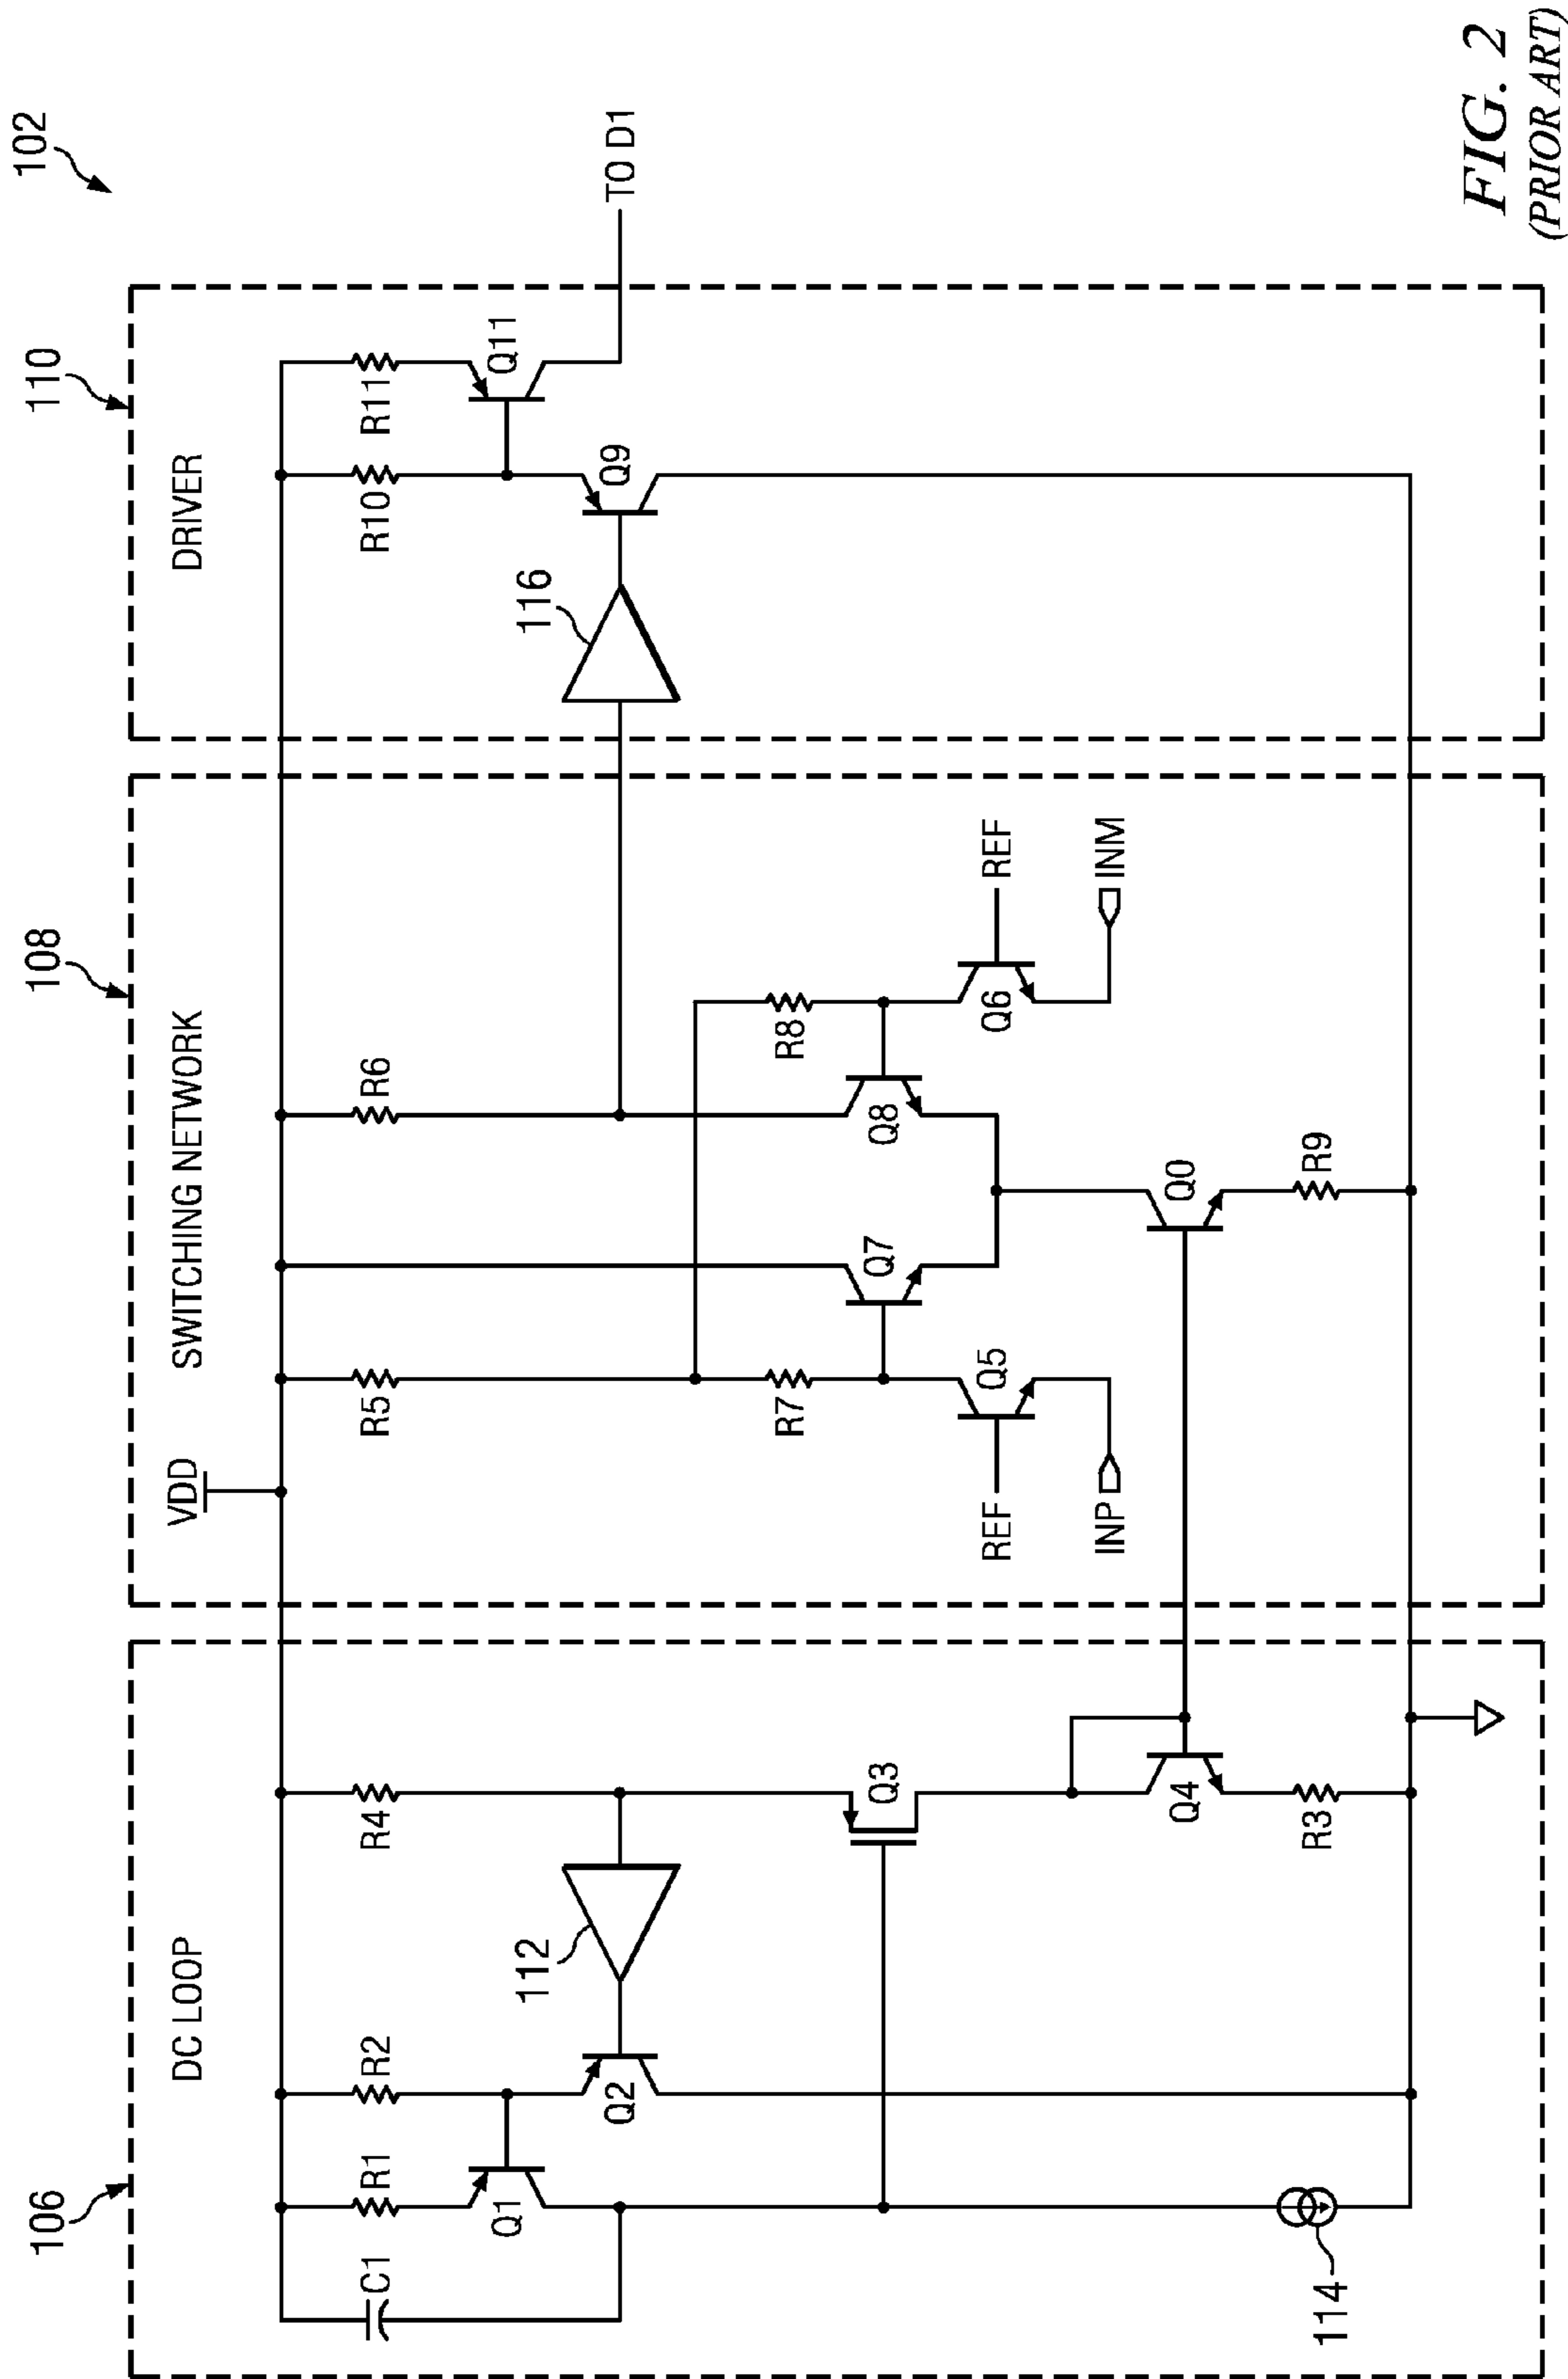 102
106
108
110
DC LOOP
SWITCHING NETWORK
DRIVER
VDD
C1
R1
R2
R4
R5
R6
R10
R11
Q1
Q2
112
Q3
Q4
R3
114
R7
R8
Q7
Q8
Q5
Q6
REF
REF
INP
INM
Q0
R9
116
Q9
Q11
TO D1
FIG. 2
(PRIOR ART)